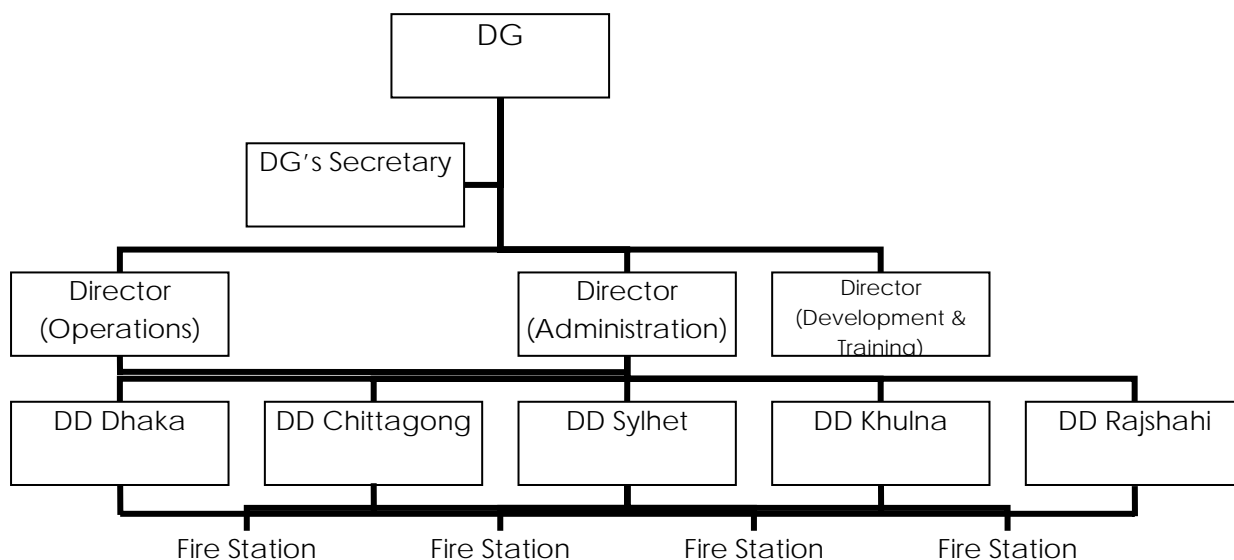 DG
DG's Secretary
Director
(Operations)
Director
(Administration)
Director
(Development &
Training)
DD Dhaka
DD Chittagong
DD Sylhet
DD Khulna
DD Rajshahi
Fire Station
Fire Station
Fire Station
Fire Station